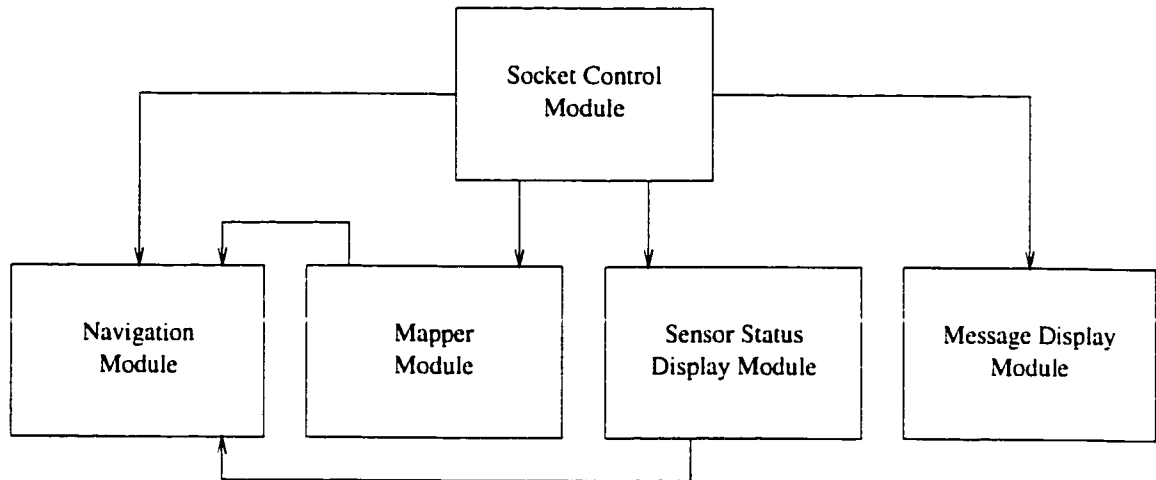 Socket Control
Module
Navigation
Module
Mapper
Module
Sensor Status
Display Module
Message Display
Module